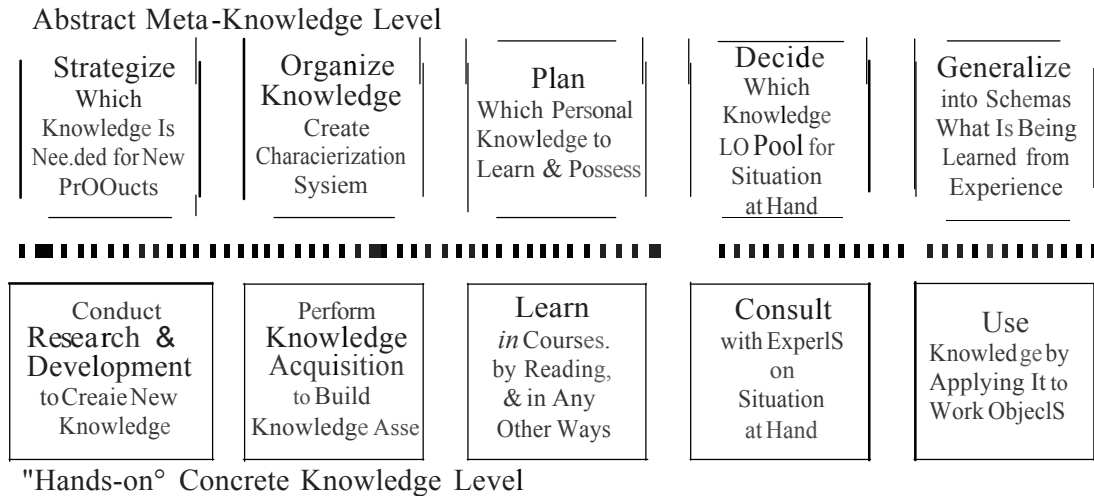 Abstract Meta-Knowledge Level
Strategize
Which
Knowledge Is
Nee.ded for New
PrOOucts
Organize
Knowledge
Create
Characierization
Sysiem
Plan
Which Personal
Knowledge to
Learn & Possess
Decide
Which
Knowledge
LO Pool for
Situation
at Hand
Generalize
into Schemas
What Is Being
Learned from
Experience
Conduct
Research &
Development
to Creaie New
Knowledge
Perform
Knowledge
Acquisition
to Build
Knowledge Asse
Learn
in Courses.
by Reading,
& in Any
Other Ways
Consult
with ExperlS
on
Situation
at Hand
Use
Knowledge by
Applying It to
Work ObjeclS
"Hands-on° Concrete Knowledge Level